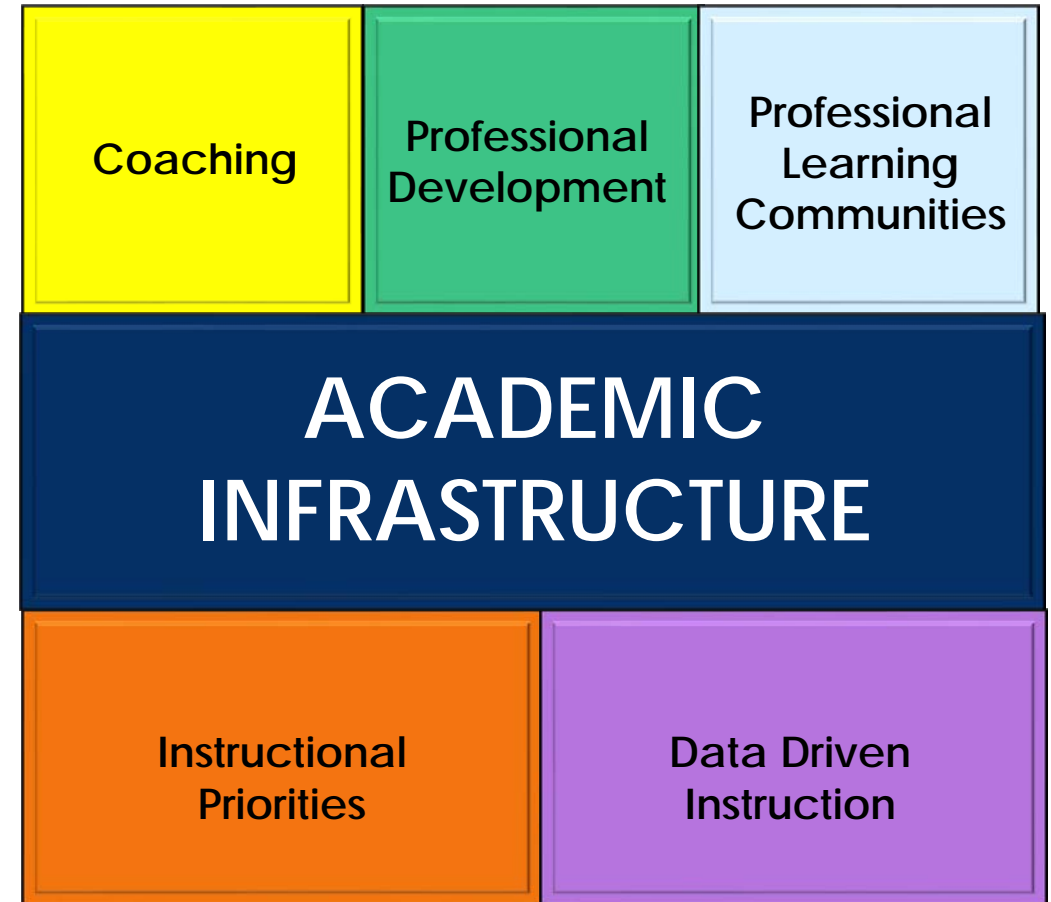 Coaching
Professional
Development
Professional
Learning
Communities
ACADEMIC
INFRASTRUCTURE
Instructional
Priorities
Data Driven
Instruction